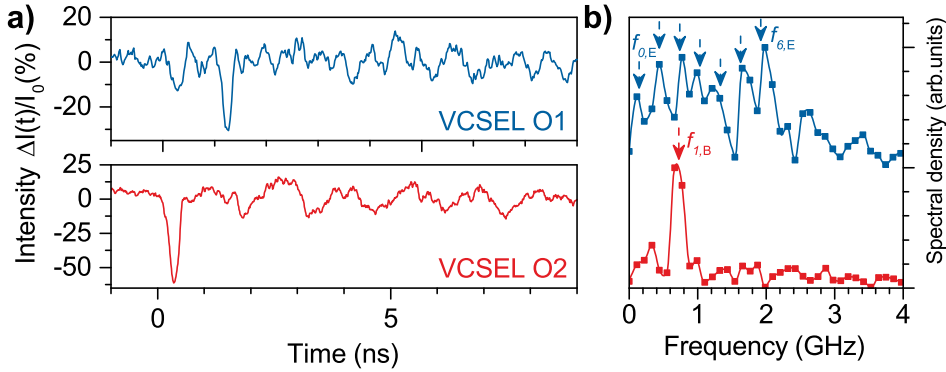 a)
Intensity ΔI(t)/I₀(%)
20
0
-20
VCSEL O1
25
0
-25
-50
VCSEL O2
0
5
Time (ns)
b)
f₀,E
f₆,E
f₁,B
Spectral density (arb.units)
0
1
2
3
4
Frequency (GHz)